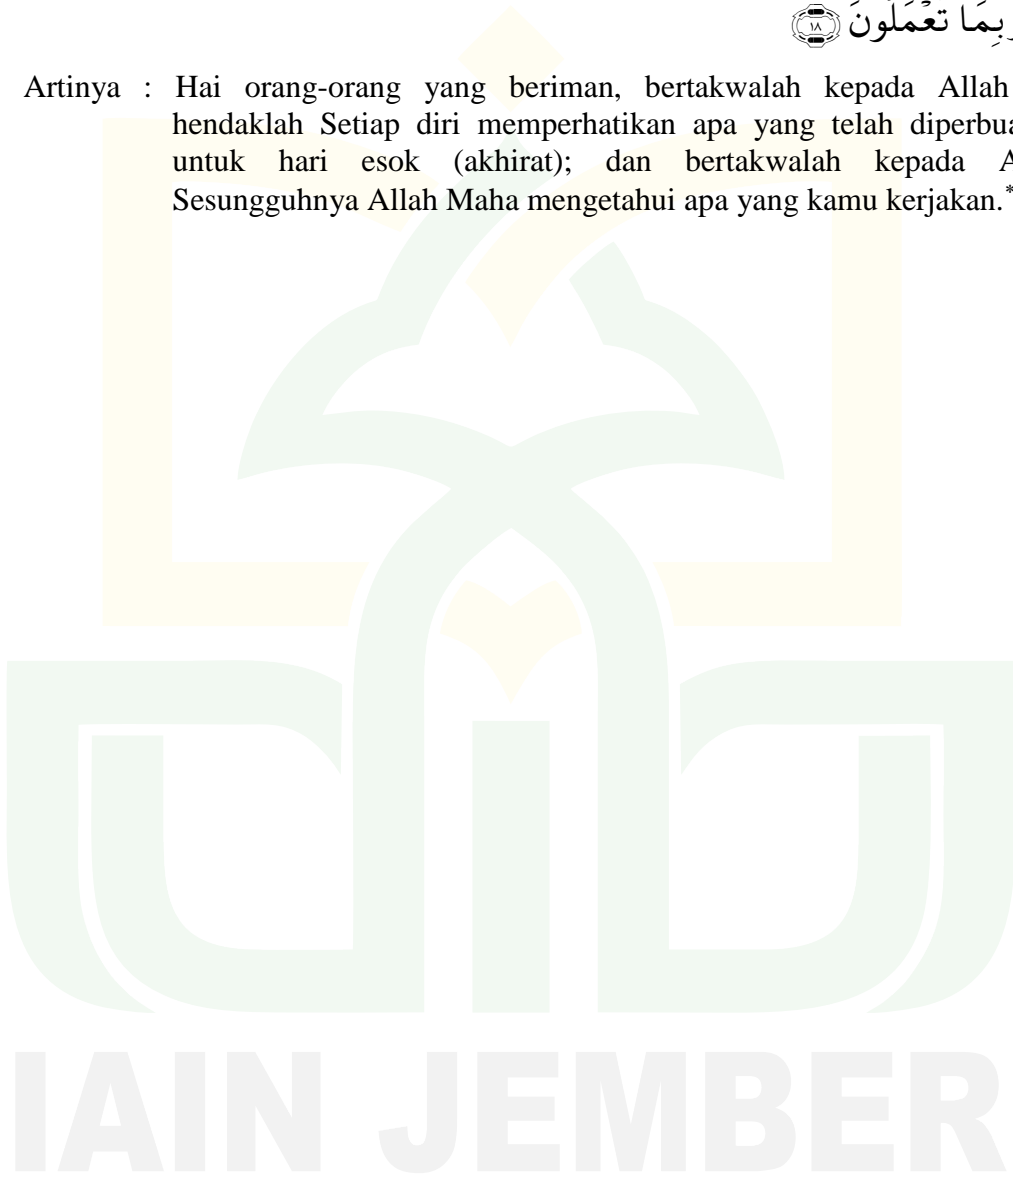 بِمَا تَعْمَلُونَ ١٨
Artinya : Hai orang-orang yang beriman, bertakwalah kepada Allah
hendaklah Setiap diri memperhatikan apa yang telah diperbua
untuk hari esok (akhirat); dan bertakwalah kepada A
Sesungguhnya Allah Maha mengetahui apa yang kamu kerjakan.*
IAIN JEMBER